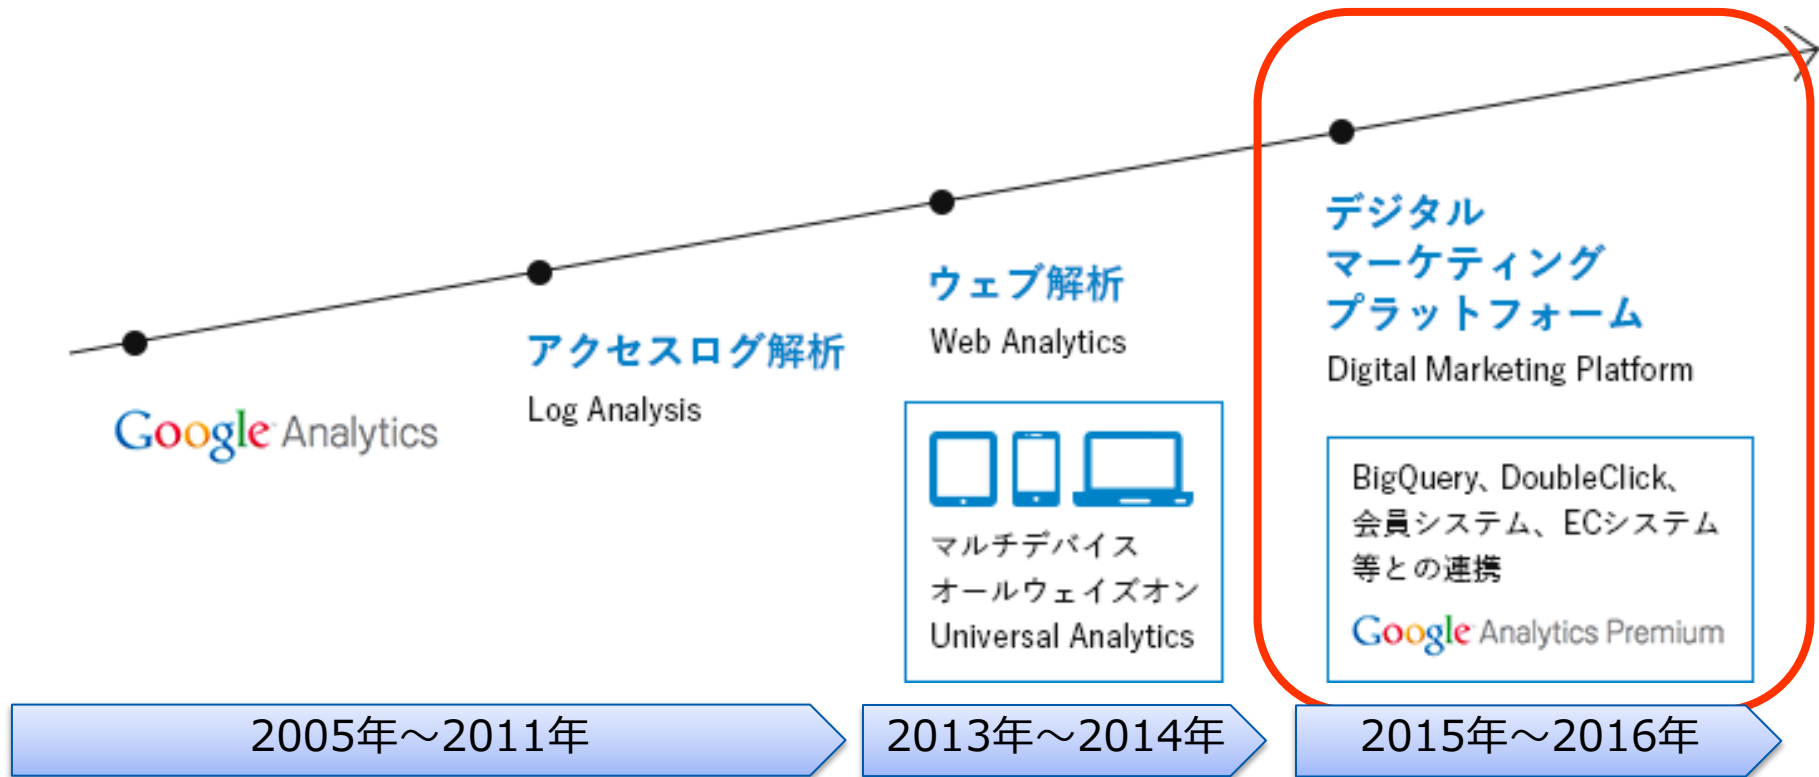 Google Analytics
アクセスログ解析
Log Analysis
ウェブ解析
Web Analytics
マルチデバイス
オールウェイズオン
Universal Analytics
デジタル
マーケティング
プラットフォーム
Digital Marketing Platform
BigQuery、DoubleClick、
会員システム、ECシステム
等との連携
Google Analytics Premium
2005年～2011年
2013年～2014年
2015年～2016年